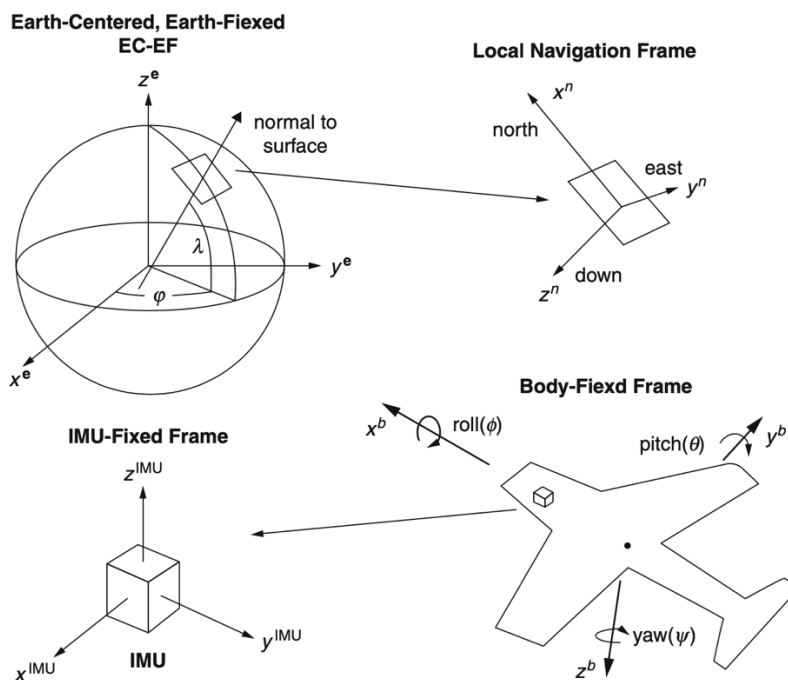 Earth-Centered, Earth-Fiexed
EC-EF
z^e
normal to
surface
λ
φ
y^e
x^e
Local Navigation Frame
x^n
north
east
y^n
down
z^n
IMU-Fixed Frame
z^IMU
y^IMU
x^IMU
IMU
Body-Fiexd Frame
x^b
roll(ϕ)
pitch(θ)
y^b
yaw(ψ)
z^b